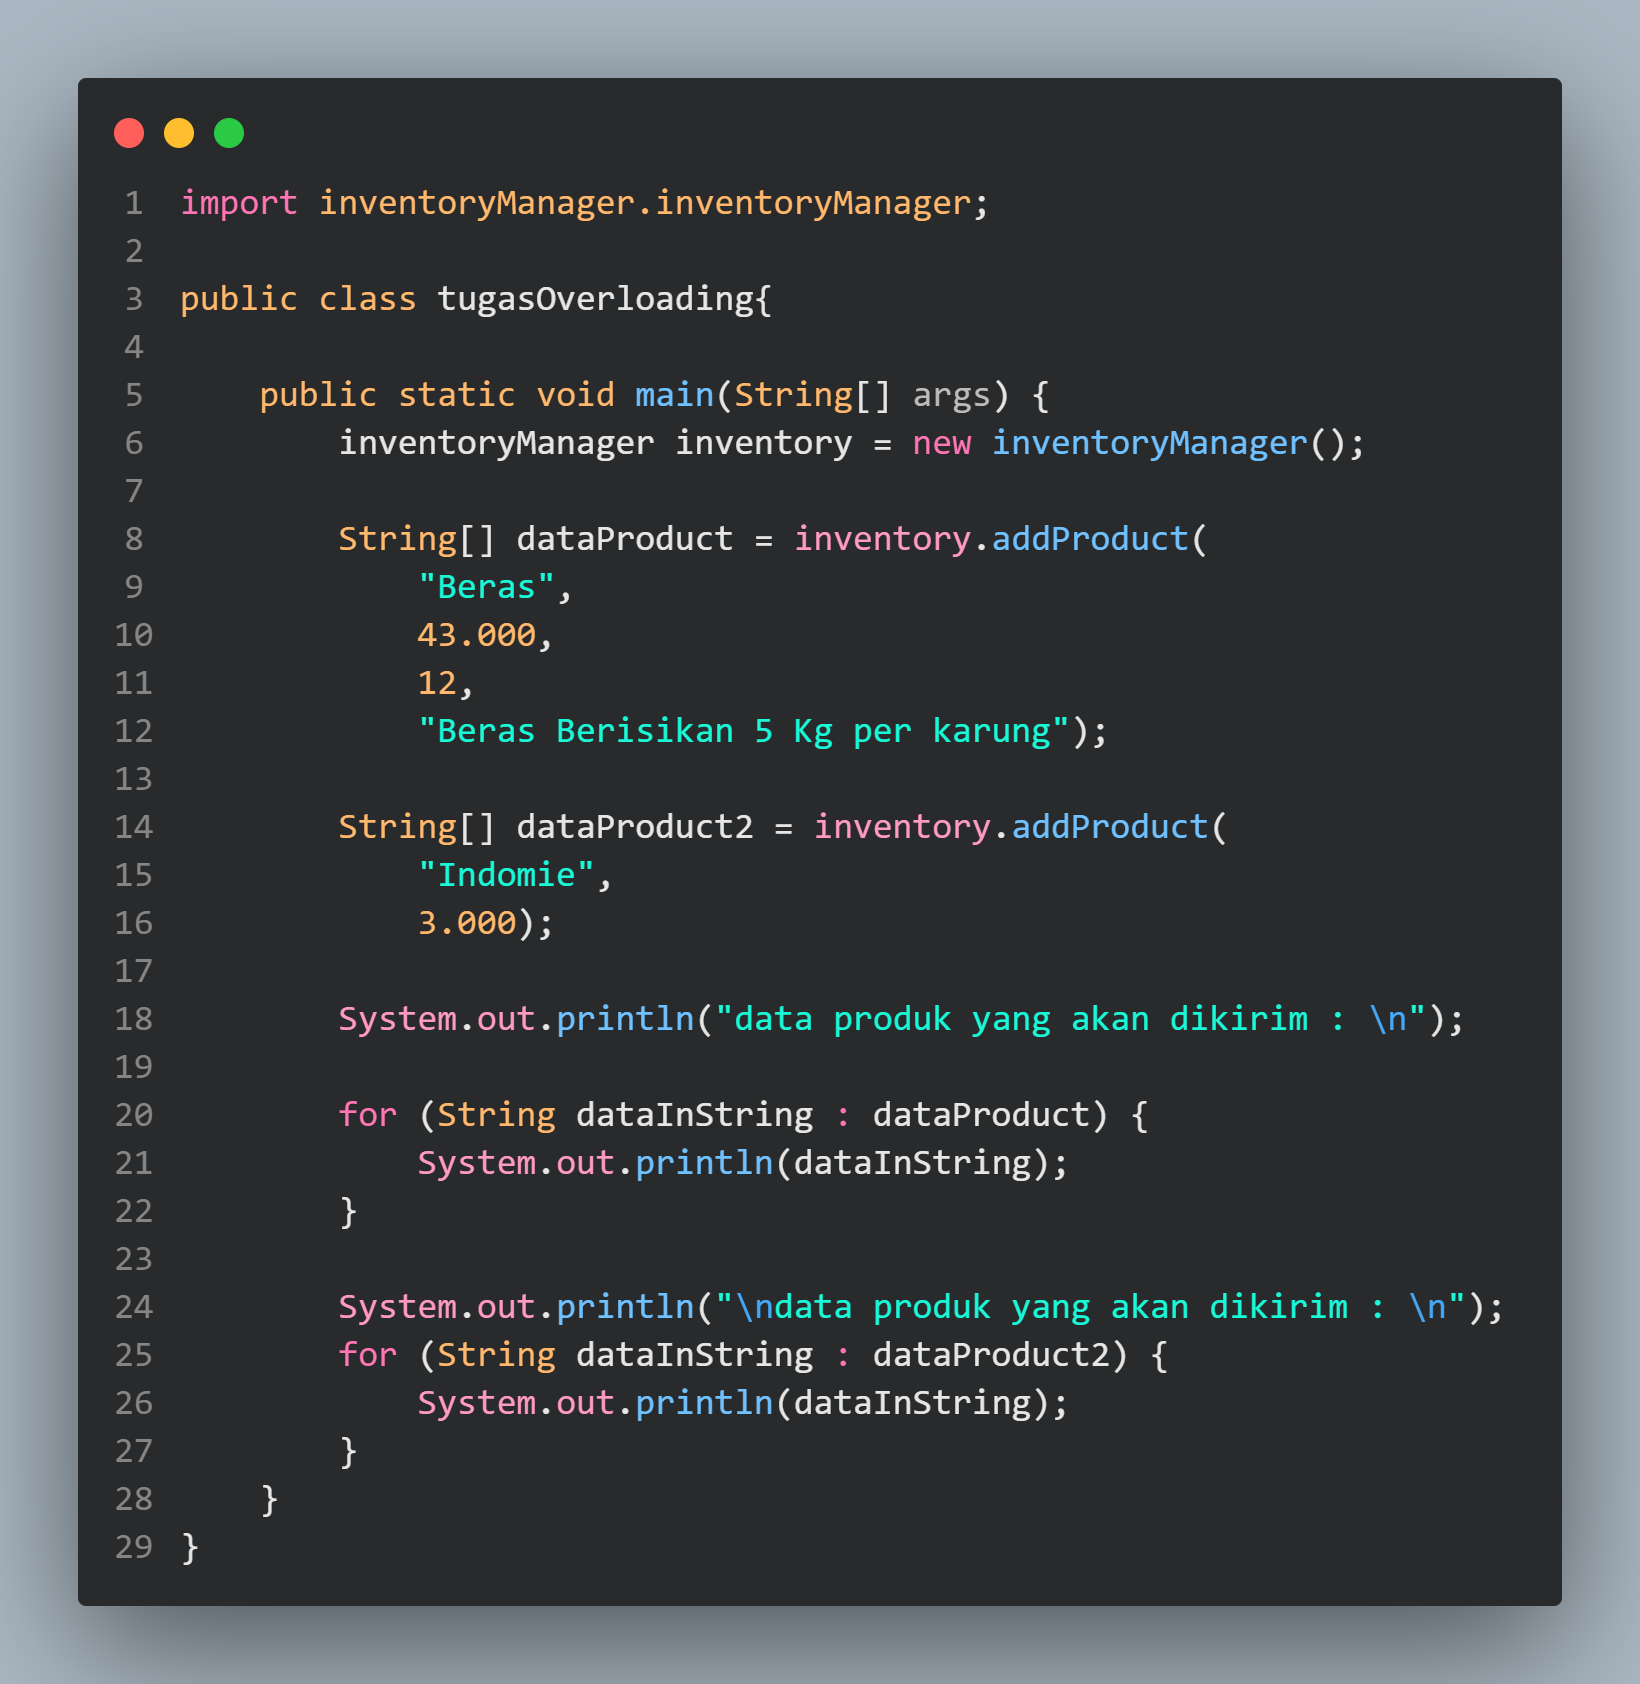 1 import inventoryManager.inventoryManager;
2
3 public class tugasOverloading{
4
5     public static void main(String[] args) {
6         inventoryManager inventory = new inventoryManager();
7
8         String[] dataProduct = inventory.addProduct(
9             "Beras",
10             43.000,
11             12,
12             "Beras Berisikan 5 Kg per karung");
13
14         String[] dataProduct2 = inventory.addProduct(
15             "Indomie",
16             3.000);
17
18         System.out.println("data produk yang akan dikirim : \n");
19
20         for (String dataInString : dataProduct) {
21             System.out.println(dataInString);
22         }
23
24         System.out.println("\ndata produk yang akan dikirim : \n");
25         for (String dataInString : dataProduct2) {
26             System.out.println(dataInString);
27         }
28     }
29 }